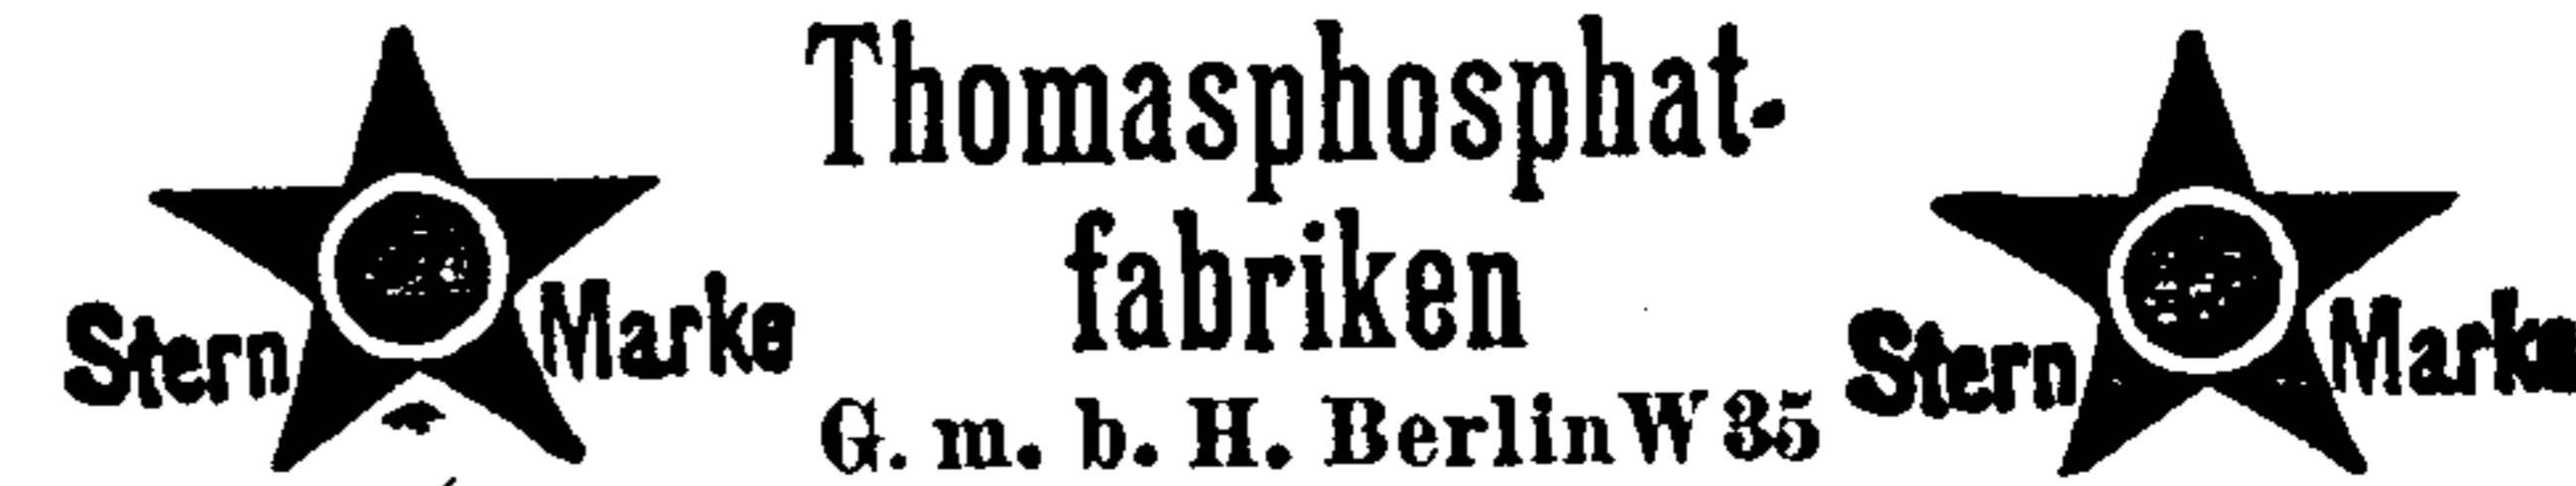 Thomasphosphat-
fabriken
G. m. b. H. Berlin W 35
Stern Marke
Stern Marke